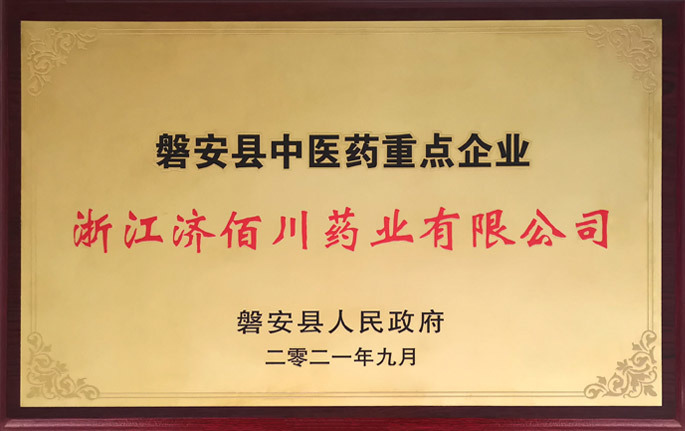 磐安县中医药重点企业
浙江济佰川药业有限公司
磐安县人民政府
二零二一年九月